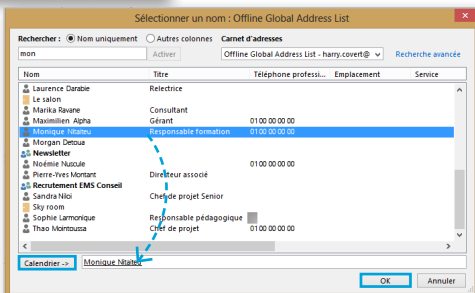 Sélectionner un nom : Offline Global Address List
Rechercher : Nom uniquement Autres colonnes Carnet d'adresses
mon Activer Offline Global Address List - harry.covert@ Recherche avancée
Nom Titre Téléphone professi... Emplacement Service
Laurence Darabie Relectrice
Le salon
Marika Ravane Consultant
Maximilien Alpha Gérant 01 00 00 00 00
Monique Nitalteu Responsable formation 01 00 00 00 00
Morgan Detoua
Newsletter
Noémie Nuscule 01 00 00 00 00
Pierre-Yves Montant Directeur associé
Recrutement EMS Conseil
Sandra Niloi Chef de projet Senior
Sky room
Sophie Larmonique Responsable pédagogique
Thao Mointoussa Chef de projet 01 00 00 00 00
Calendrier -> Monique Nitalteu
OK Annuler